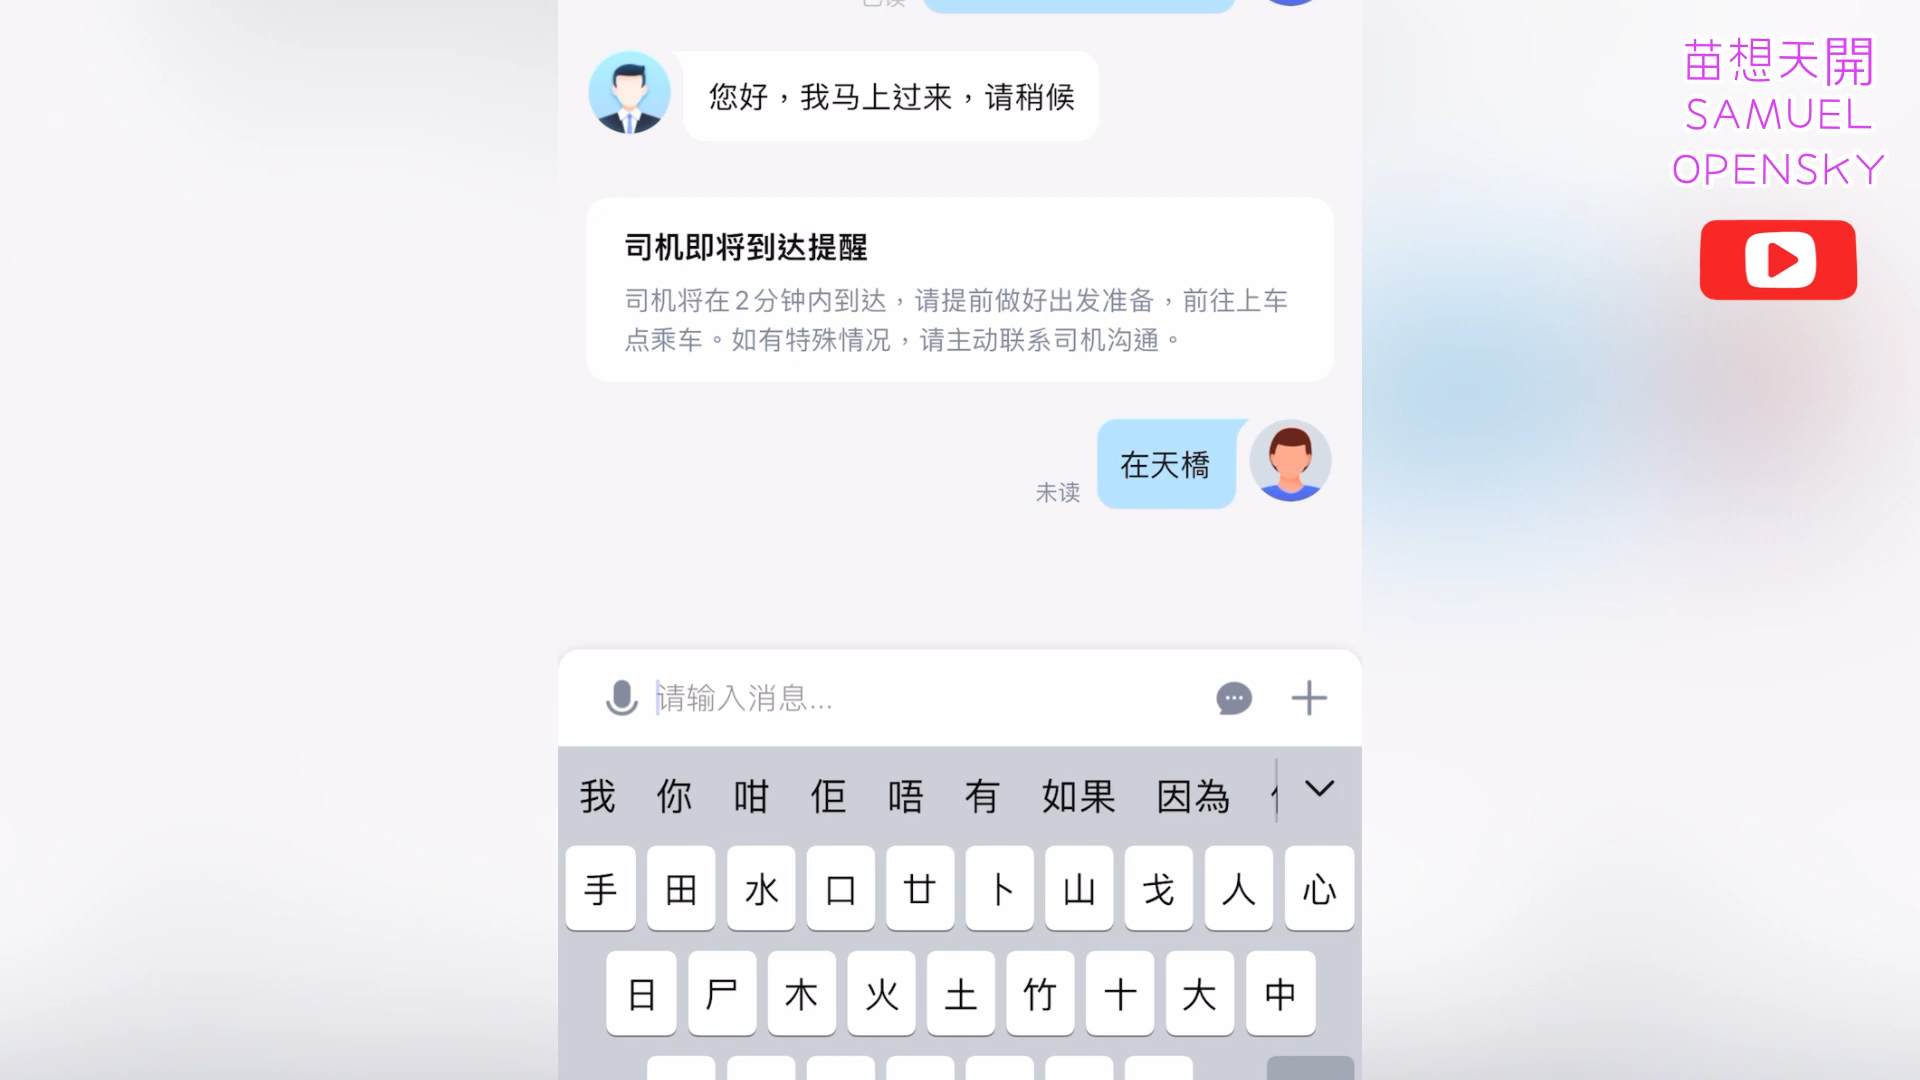 已读
您好，我马上过来，请稍候
苗想天開
SAMUEL
OPENSKY
司机即将到达提醒
司机将在2分钟内到达，请提前做好出发准备，前往上车
点乘车。如有特殊情况，请主动联系司机沟通。
在天橋
未读
请输入消息...
我 你 咁 佢 唔 有 如果 因為
手 田 水 口 廿 卜 山 戈 人 心
日 尸 木 火 土 竹 十 大 中